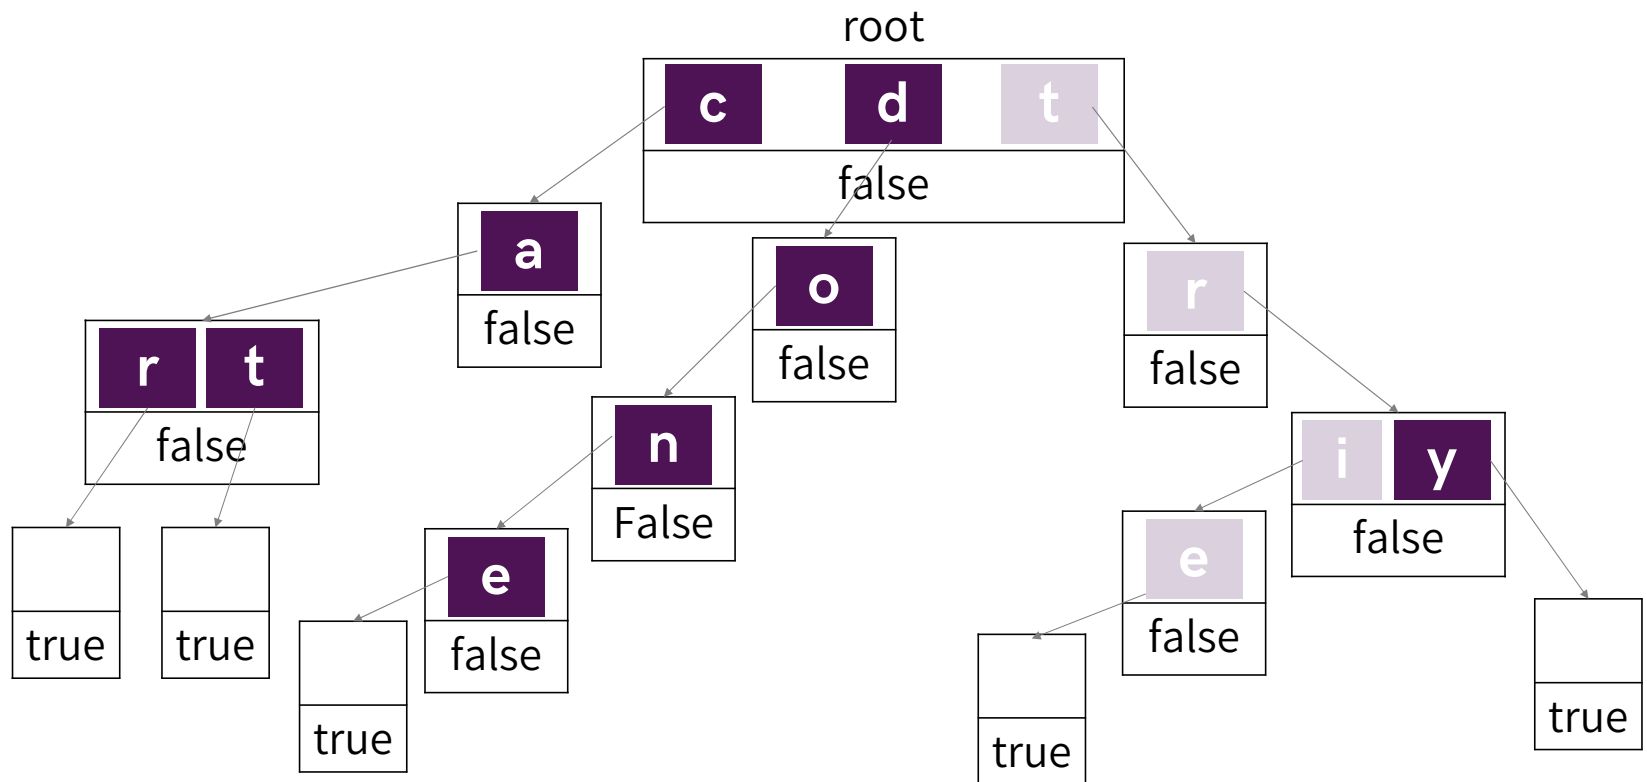 root
c d t
false
a
false
o
false
r
false
r t
false
n
False
i y
false
e
false
e
false
true
true
true
true
true